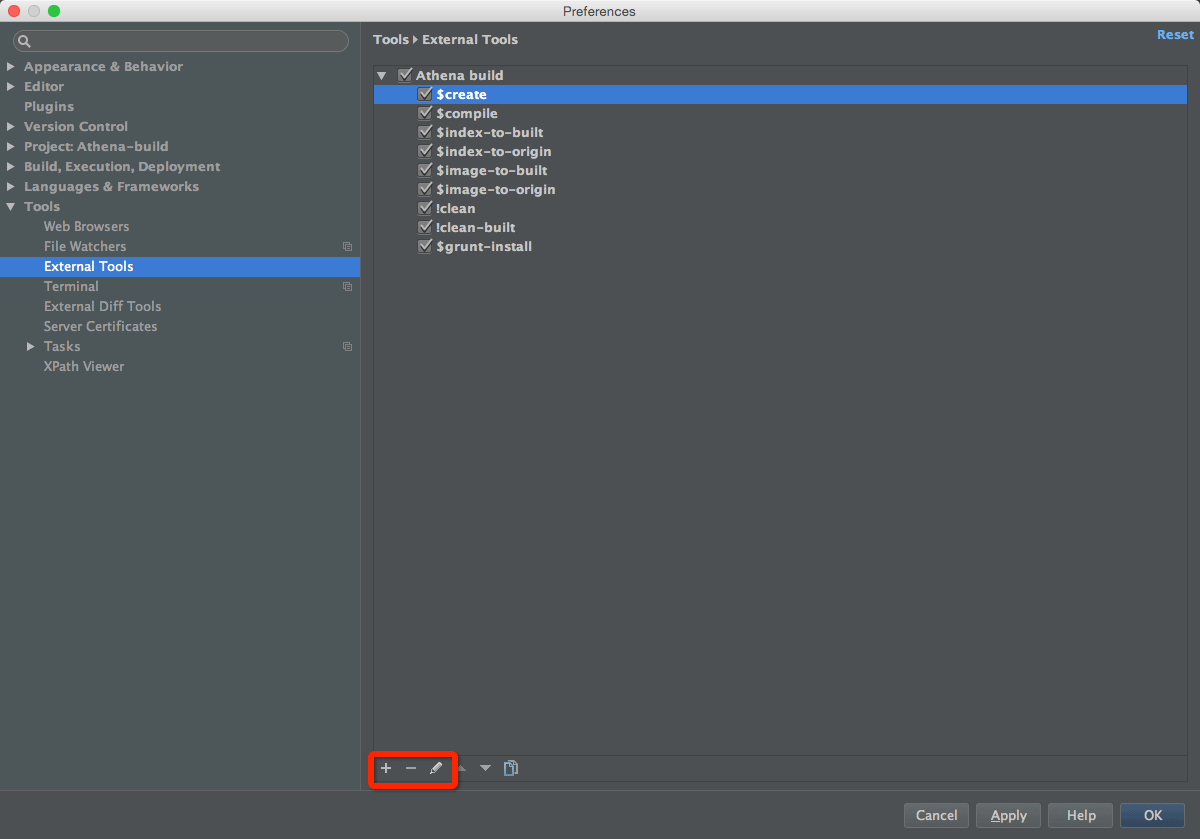 Preferences
Tools ▸ External Tools
Reset
Appearance & Behavior
Editor
Plugins
Version Control
Project: Athena-build
Build, Execution, Deployment
Languages & Frameworks
Tools
Web Browsers
File Watchers
External Tools
Terminal
External Diff Tools
Server Certificates
Tasks
XPath Viewer
Athena build
$create
$compile
$index-to-built
$index-to-origin
$image-to-built
$image-to-origin
!clean
!clean-built
$grunt-install
Cancel Apply Help OK